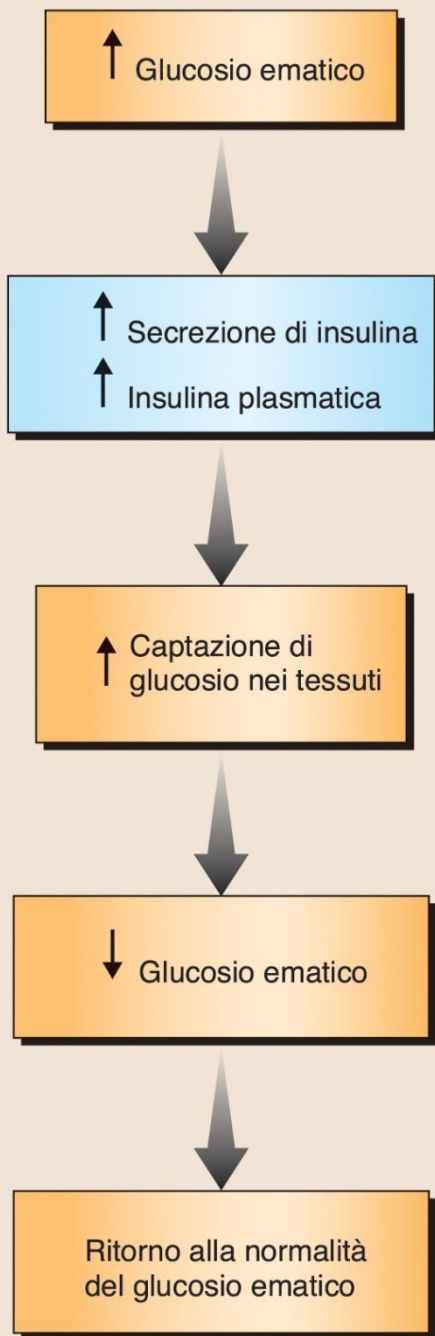 ↑ Glucosio ematico
↑ Secrezione di insulina
↑ Insulina plasmatica
↑ Captazione di
glucosio nei tessuti
↓ Glucosio ematico
Ritorno alla normalità
del glucosio ematico